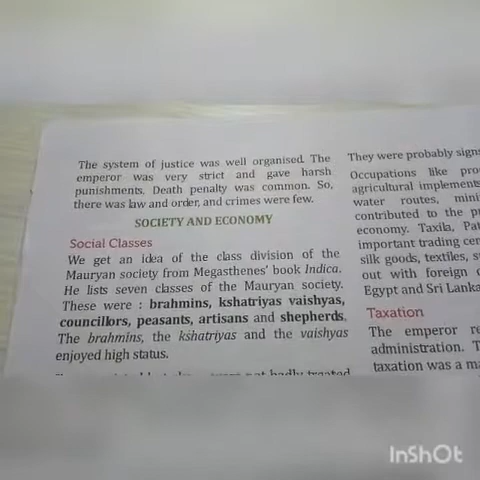 The system of justice was well organised. The
emperor was very strict and gave harsh
punishments. Death penalty was common. So,
there was law and order, and crimes were few.
SOCIETY AND ECONOMY
Social Classes
We get an idea of the class division of the
Mauryan society from Megasthenes' book Indica.
He lists seven classes of the Mauryan society.
These were : brahmins, kshatriyas vaishyas,
councillors, peasants, artisans and shepherds.
The brahmins, the kshatriyas and the vaishyas
enjoyed high status.
They were probably
Occupations like
agricultural implements
water routes,
contributed to the
economy. Taxila,
important trading
silk goods, textiles,
out with foreign
Egypt and Sri Lanka
Taxation
The emperor
administration.
taxation was a
InShOt